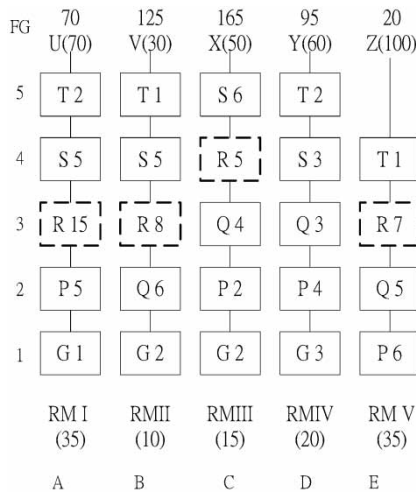 FG 70 125 165 95 20
U(70) V(30) X(50) Y(60) Z(100)
5 T 2 T 1 S 6 T 2
4 S 5 S 5 R 5 S 3 T 1
3 R 15 R 8 Q 4 Q 3 R 7
2 P 5 Q 6 P 2 P 4 Q 5
1 G 1 G 2 G 2 G 3 P 6
RM I RMII RMIII RMIV RM V
(35) (10) (15) (20) (35)
A B C D E